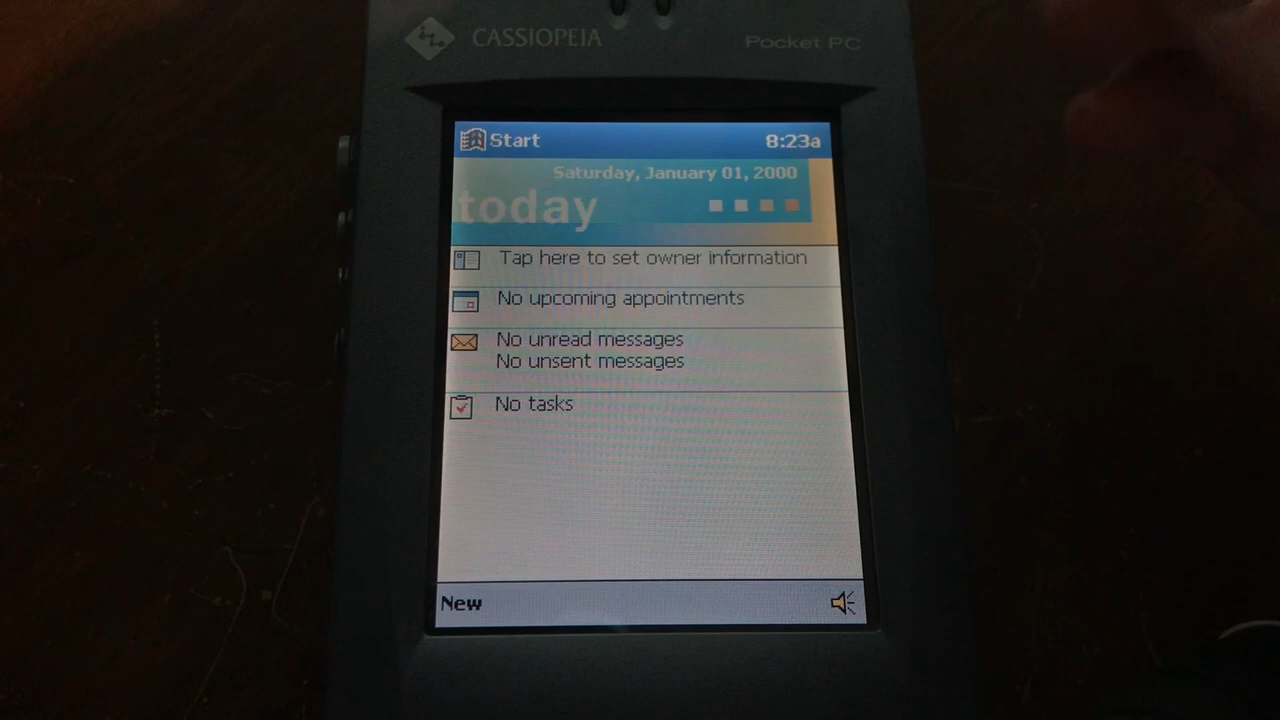 CASSIOPEIA Pocket PC
Start 8:23a
Saturday, January 01, 2000
today
Tap here to set owner information
No upcoming appointments
No unread messages
No unsent messages
No tasks
New